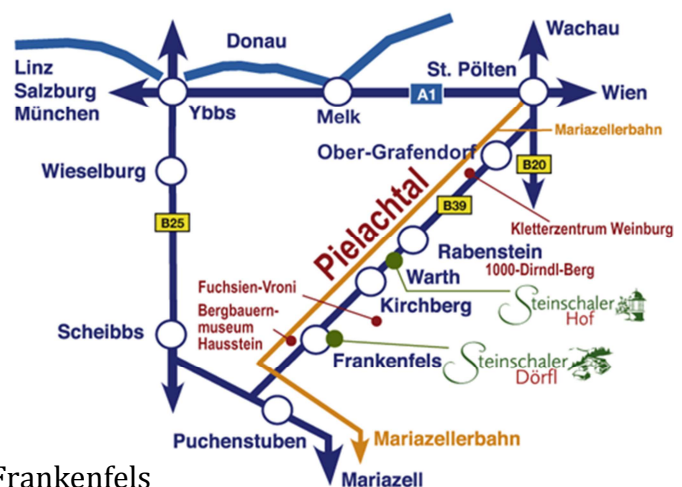 Wachau
Donau
Linz
Salzburg
München
St. Pölten
A1
Wien
Ybbs
Melk
Mariazellerbahn
Ober-Grafendorf
B20
Wieselburg
Pielachtal
B39
B25
Kletterzentrum Weinburg
Rabenstein
1000-Dirndl-Berg
Warth
Fuchsien-Vroni
Kirchberg
Steinschaler
Hof
Bergbauern-
museum
Hausstein
Scheibbs
Frankenfels
Steinschaler
Dörfl
Puchenstuben
Mariazellerbahn
Mariazell
Frankenfels